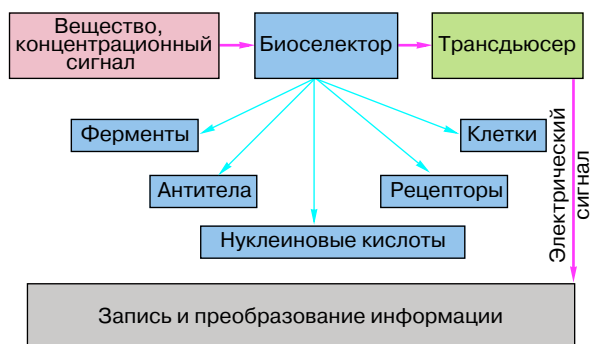 Вещество,
концентрационный
сигнал
Биоселектор
Трансдьюсер
Ферменты
Клетки
Антитела
Рецепторы
Нуклеиновые кислоты
Электрический
сигнал
Запись и преобразование информации